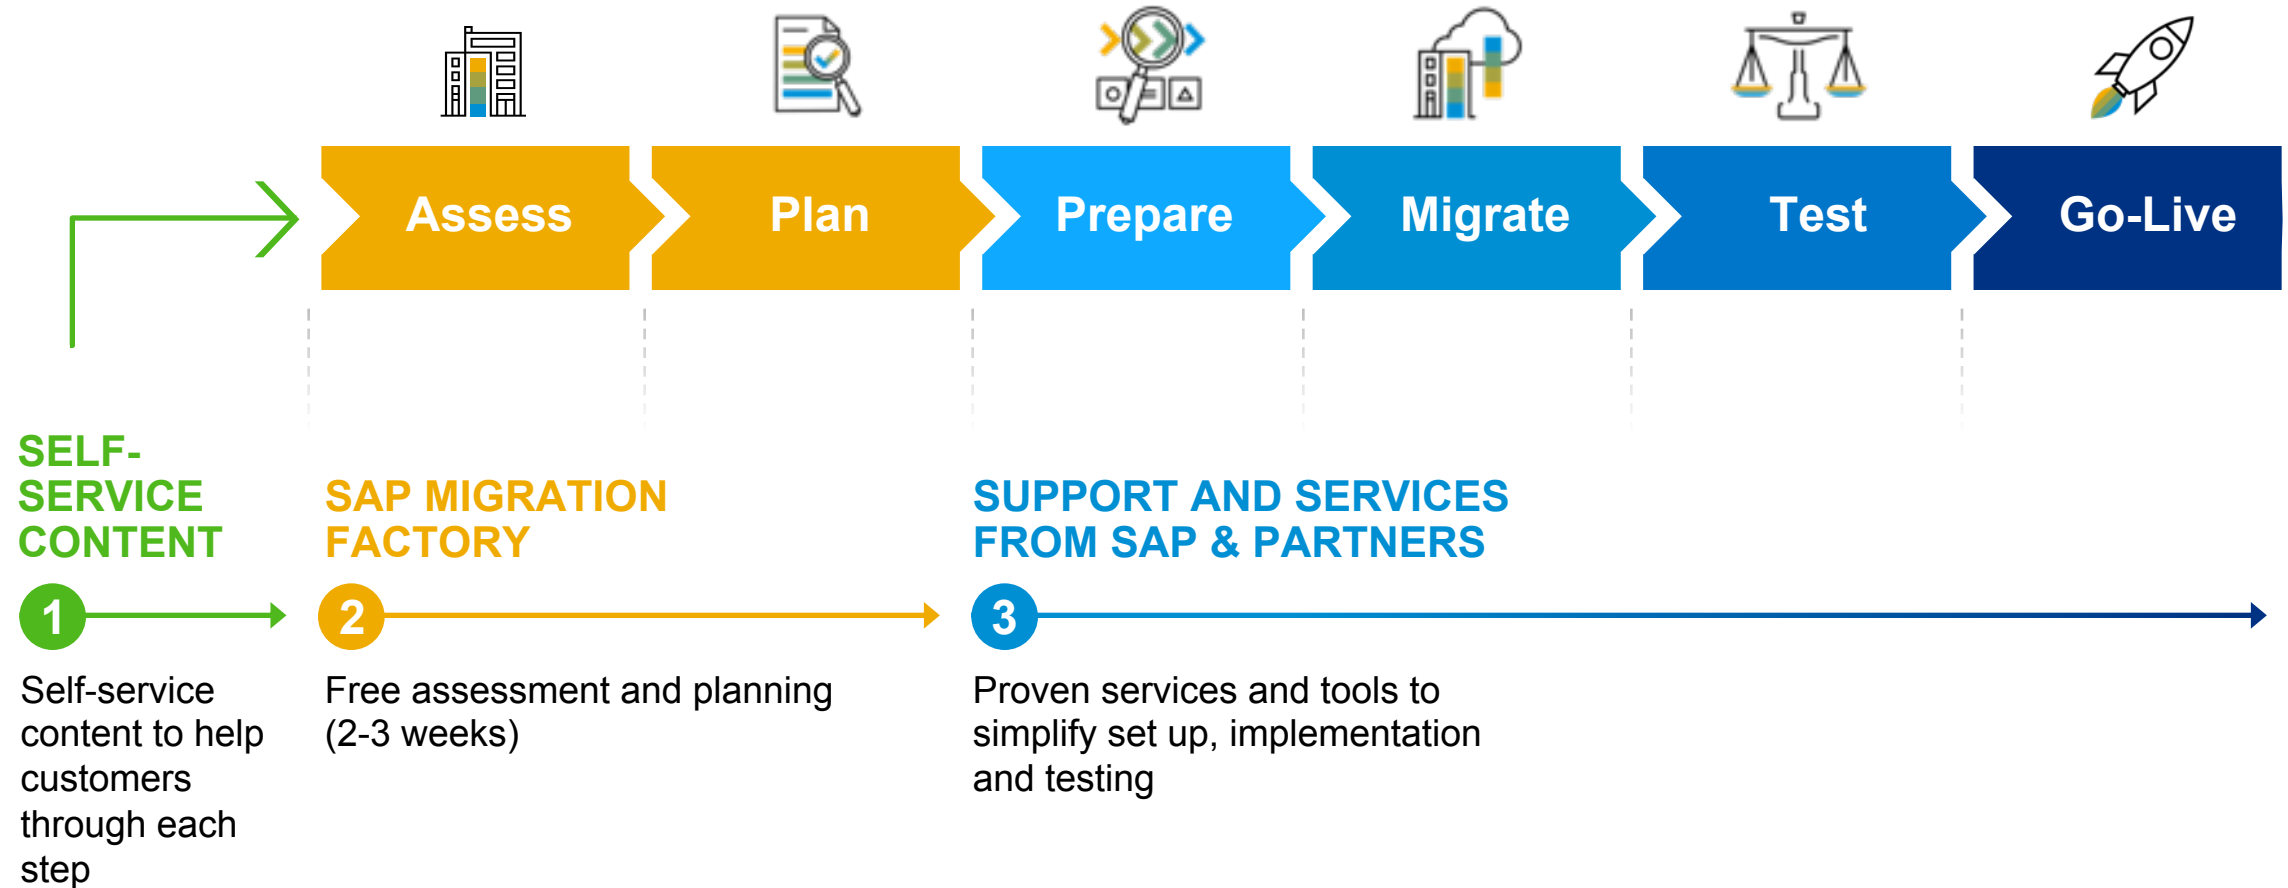 Assess
Plan
Prepare
Migrate
Test
Go-Live
SELF-
SERVICE
CONTENT
1
Self-service
content to help
customers
through each
step
SAP MIGRATION
FACTORY
2
Free assessment and planning
(2-3 weeks)
SUPPORT AND SERVICES
FROM SAP & PARTNERS
3
Proven services and tools to
simplify set up, implementation
and testing